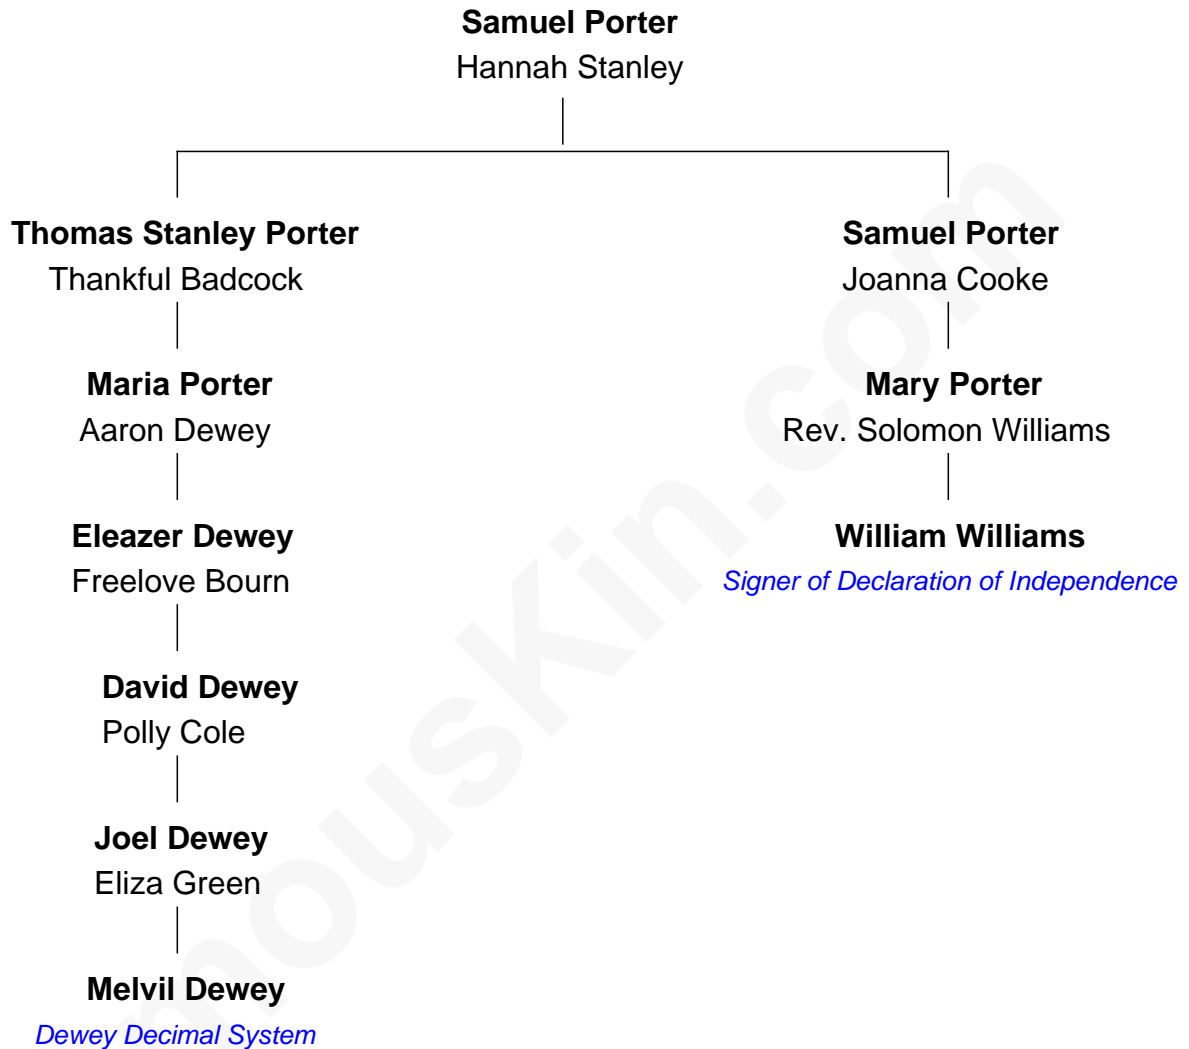 Samuel Porter
Hannah Stanley
Thomas Stanley Porter
Thankful Badcock
Samuel Porter
Joanna Cooke
Maria Porter
Aaron Dewey
Mary Porter
Rev. Solomon Williams
Eleazer Dewey
Freelove Bourn
William Williams
Signer of Declaration of Independence
David Dewey
Polly Cole
Joel Dewey
Eliza Green
Melvil Dewey
Dewey Decimal System
mousKin.com